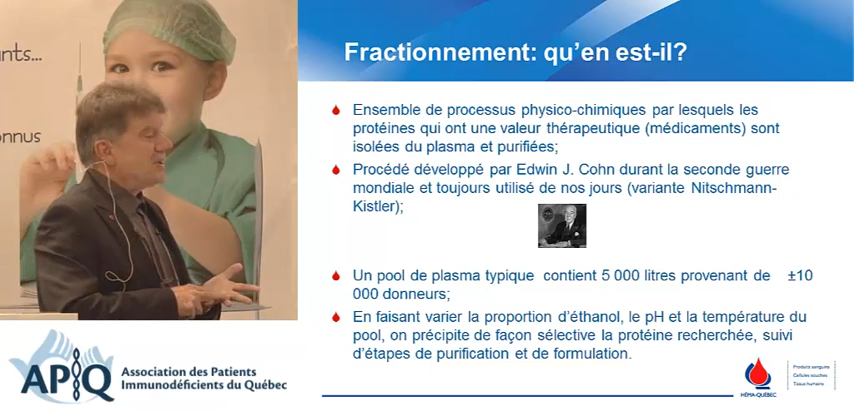 ants...
onnus
Fractionnement: qu'en est-il?
Ensemble de processus physico-chimiques par lesquels les
protéines qui ont une valeur thérapeutique (médicaments) sont
isolées du plasma et purifiées;
Procédé développé par Edwin J. Cohn durant la seconde guerre
mondiale et toujours utilisé de nos jours (variante Nitschmann-
Kistler);
Un pool de plasma typique contient 5 000 litres provenant de ±10
000 donneurs;
En faisant varier la proportion d'éthanol, le pH et la température du
pool, on précipite de façon sélective la protéine recherchée, suivi
d'étapes de purification et de formulation.
APIQ
Association des Patients
Immunodéficients du Québec
HÉMA-QUÉBEC
Produits sanguins
Cellules souches
Tissus humains